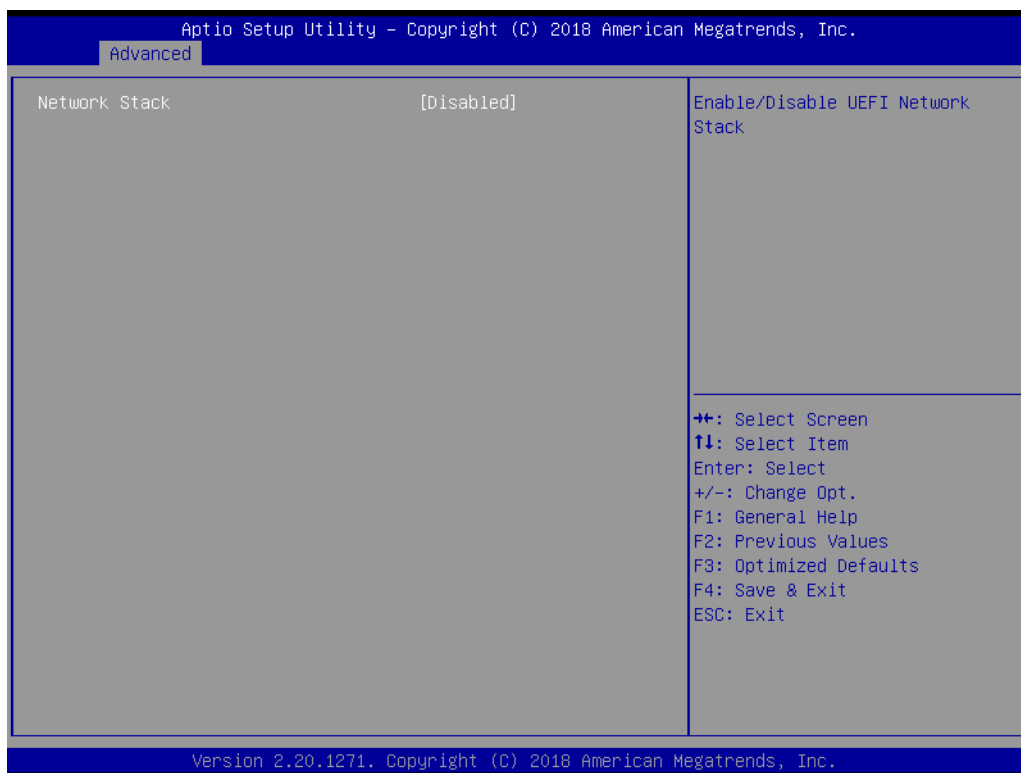 Aptio Setup Utility – Copyright (C) 2018 American Megatrends, Inc.
Advanced
Network Stack [Disabled]
Enable/Disable UEFI Network
Stack
→←: Select Screen
↑↓: Select Item
Enter: Select
+/-: Change Opt.
F1: General Help
F2: Previous Values
F3: Optimized Defaults
F4: Save & Exit
ESC: Exit
Version 2.20.1271. Copyright (C) 2018 American Megatrends, Inc.